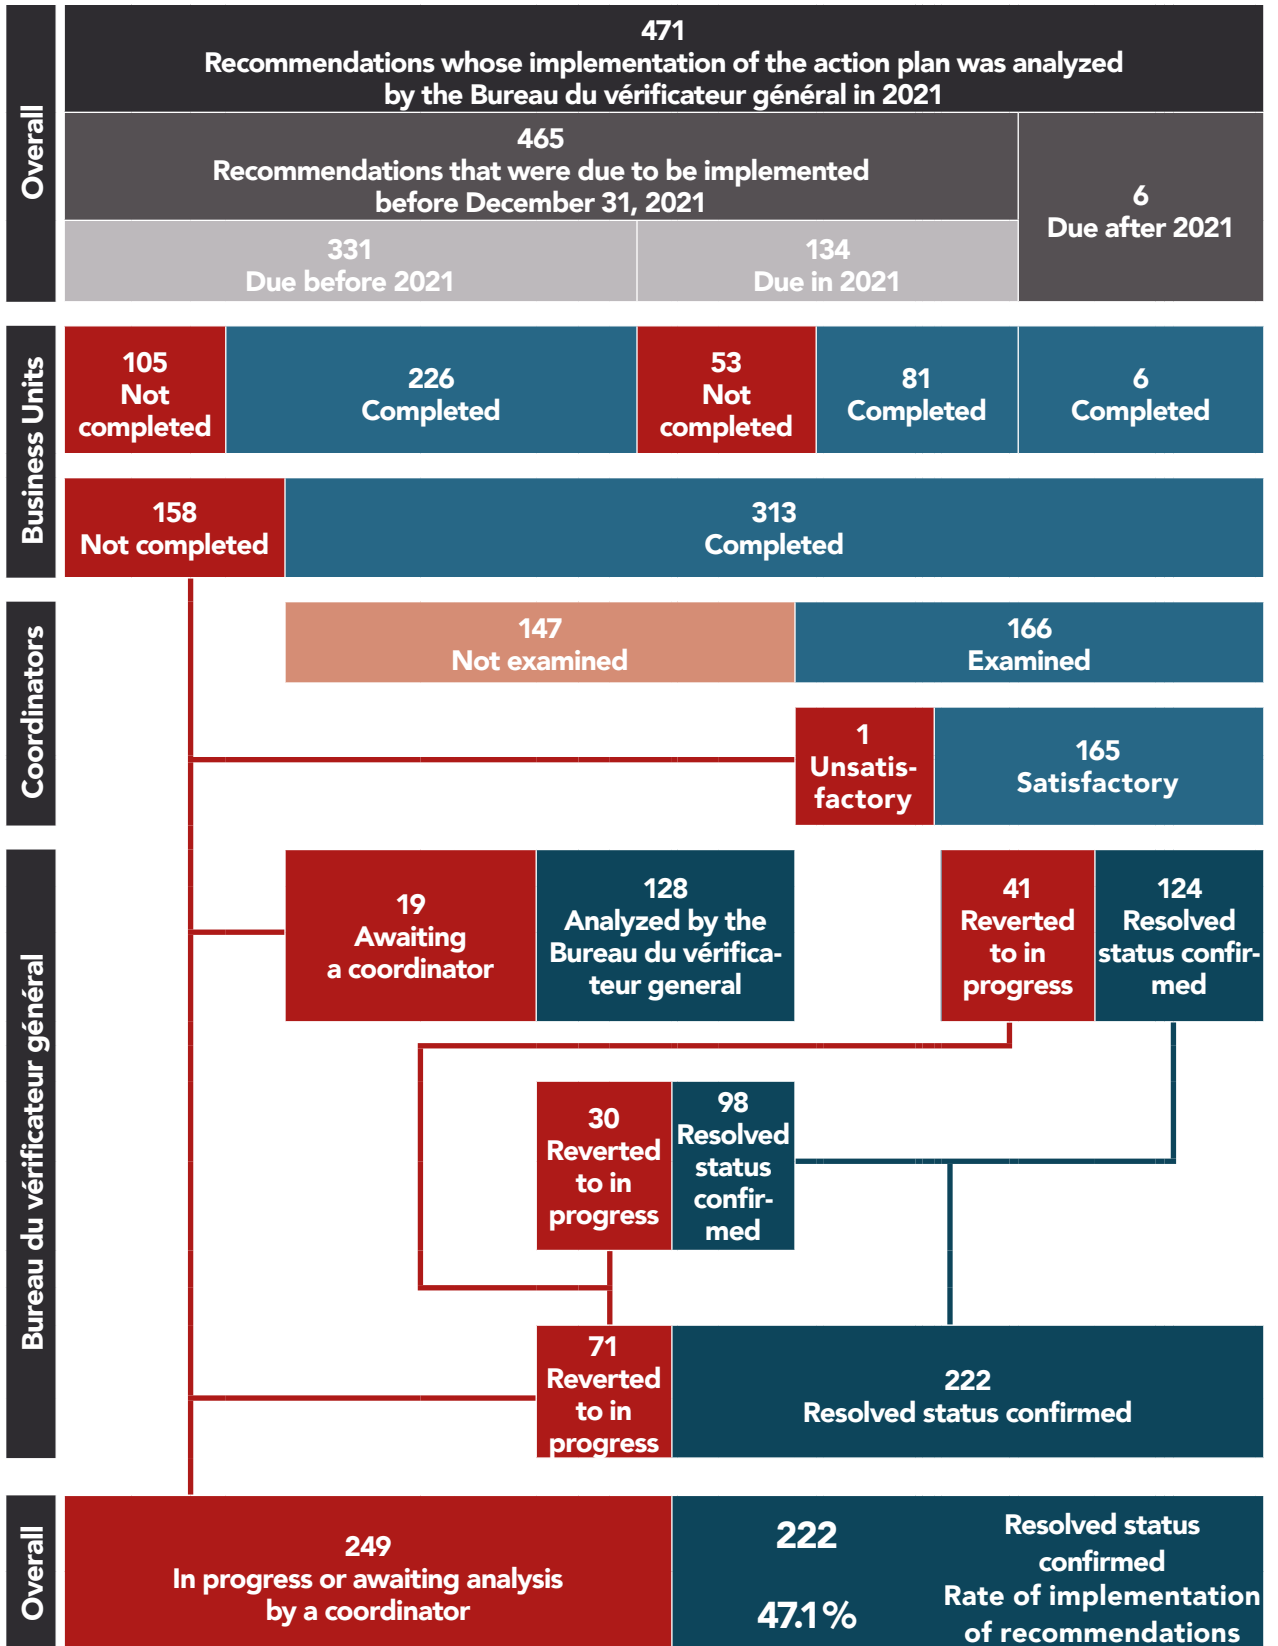 Overall
471
Recommendations whose implementation of the action plan was analyzed
by the Bureau du vérificateur général in 2021
465
Recommendations that were due to be implemented
before December 31, 2021
6
Due after 2021
331
Due before 2021
134
Due in 2021
Business Units
105
Not
completed
226
Completed
53
Not
completed
81
Completed
6
Completed
158
Not completed
313
Completed
Coordinators
147
Not examined
166
Examined
1
Unsatis-
factory
165
Satisfactory
Bureau du vérificateur général
19
Awaiting
a coordinator
128
Analyzed by the
Bureau du vérifica-
teur general
41
Reverted
to in
progress
124
Resolved
status confir-
med
30
Reverted
to in
progress
98
Resolved
status
confir-
med
71
Reverted
to in
progress
222
Resolved status confirmed
Overall
249
In progress or awaiting analysis
by a coordinator
222
Resolved status
confirmed
47.1%
Rate of implementation
of recommendations